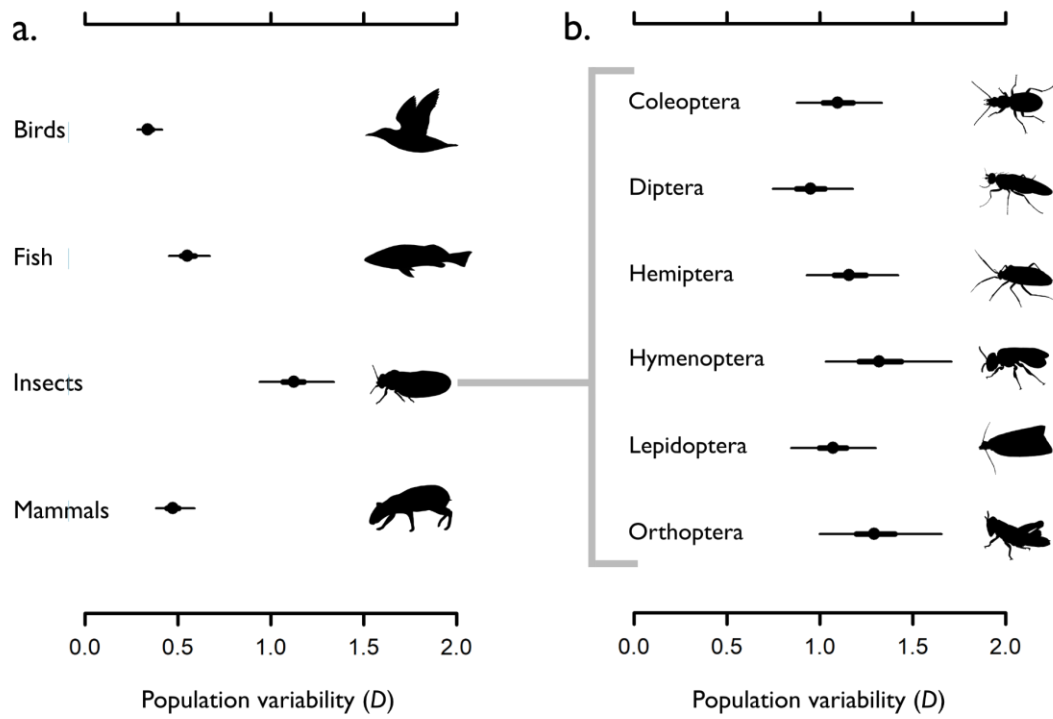 a.
Birds
Fish
Insects
Mammals
0.0 0.5 1.0 1.5 2.0
Population variability (D)
b.
Coleoptera
Diptera
Hemiptera
Hymenoptera
Lepidoptera
Orthoptera
0.0 0.5 1.0 1.5 2.0
Population variability (D)